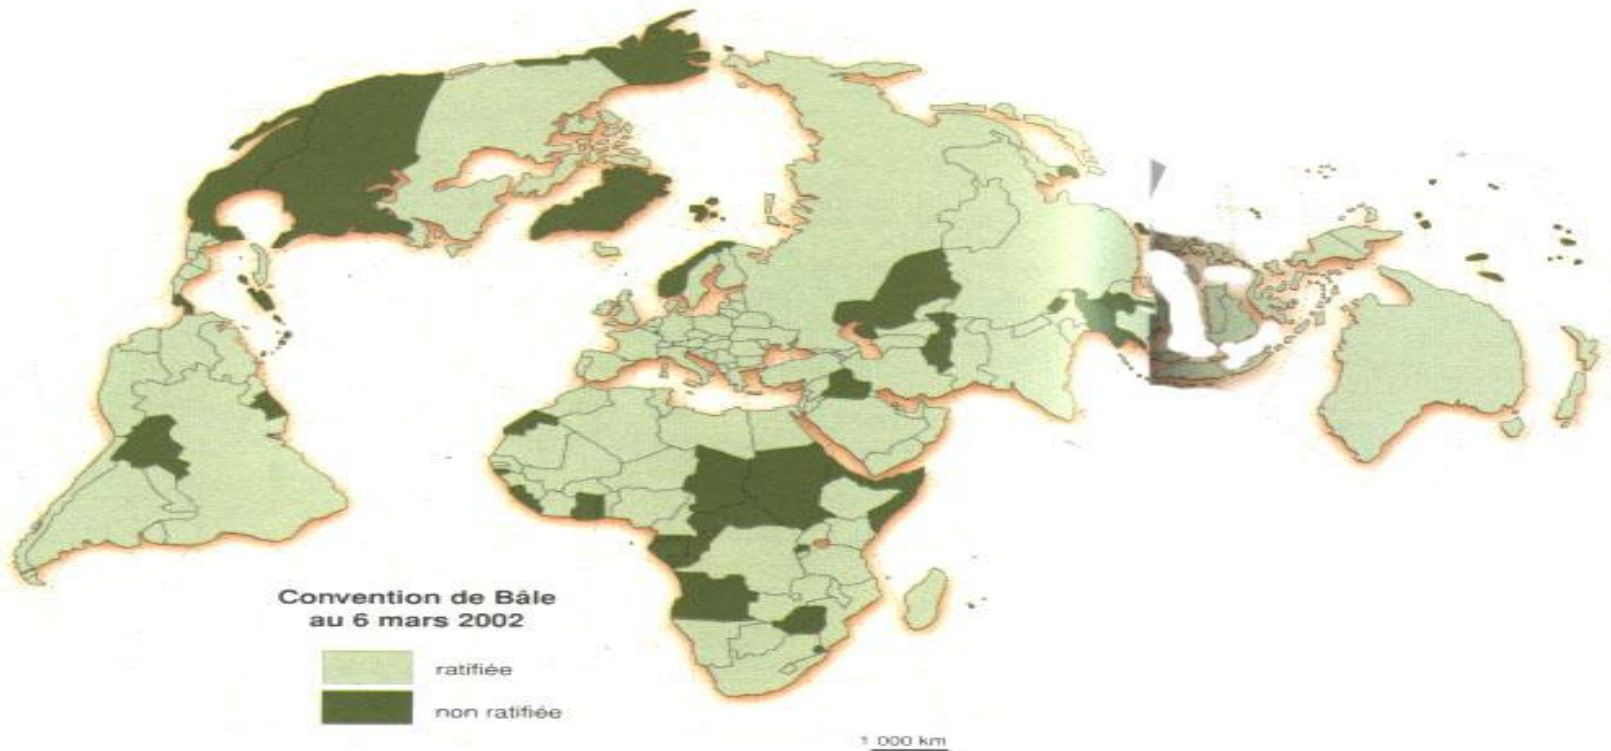 Convention de Bâle
au 6 mars 2002
ratifiée
non ratifiée
1 000 km